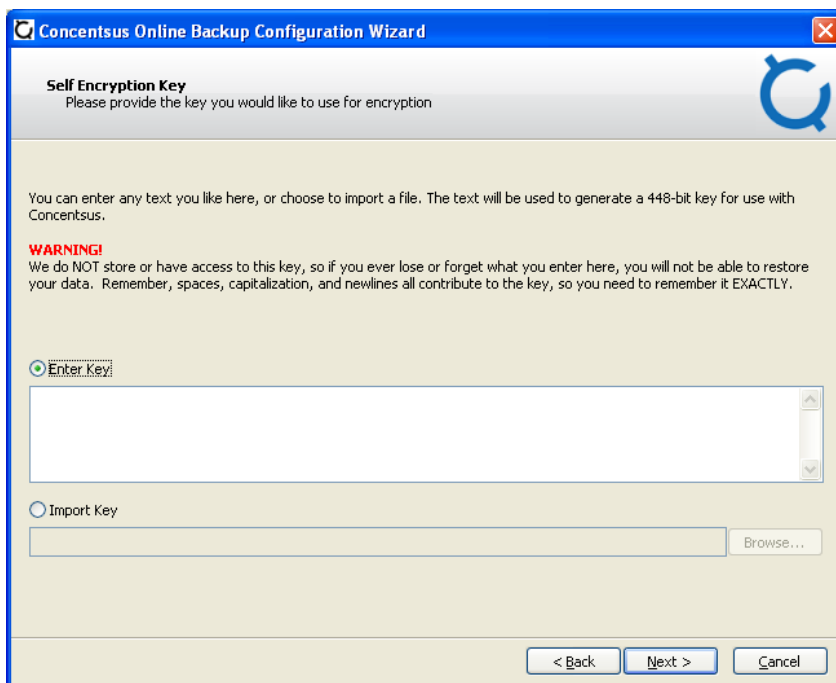 Concentsus Online Backup Configuration Wizard
Self Encryption Key
Please provide the key you would like to use for encryption
You can enter any text you like here, or choose to import a file. The text will be used to generate a 448-bit key for use with
Concentsus.
WARNING!
We do NOT store or have access to this key, so if you ever lose or forget what you enter here, you will not be able to restore
your data.  Remember, spaces, capitalization, and newlines all contribute to the key, so you need to remember it EXACTLY.
Enter Key
Import Key
Browse...
< Back
Next >
Cancel